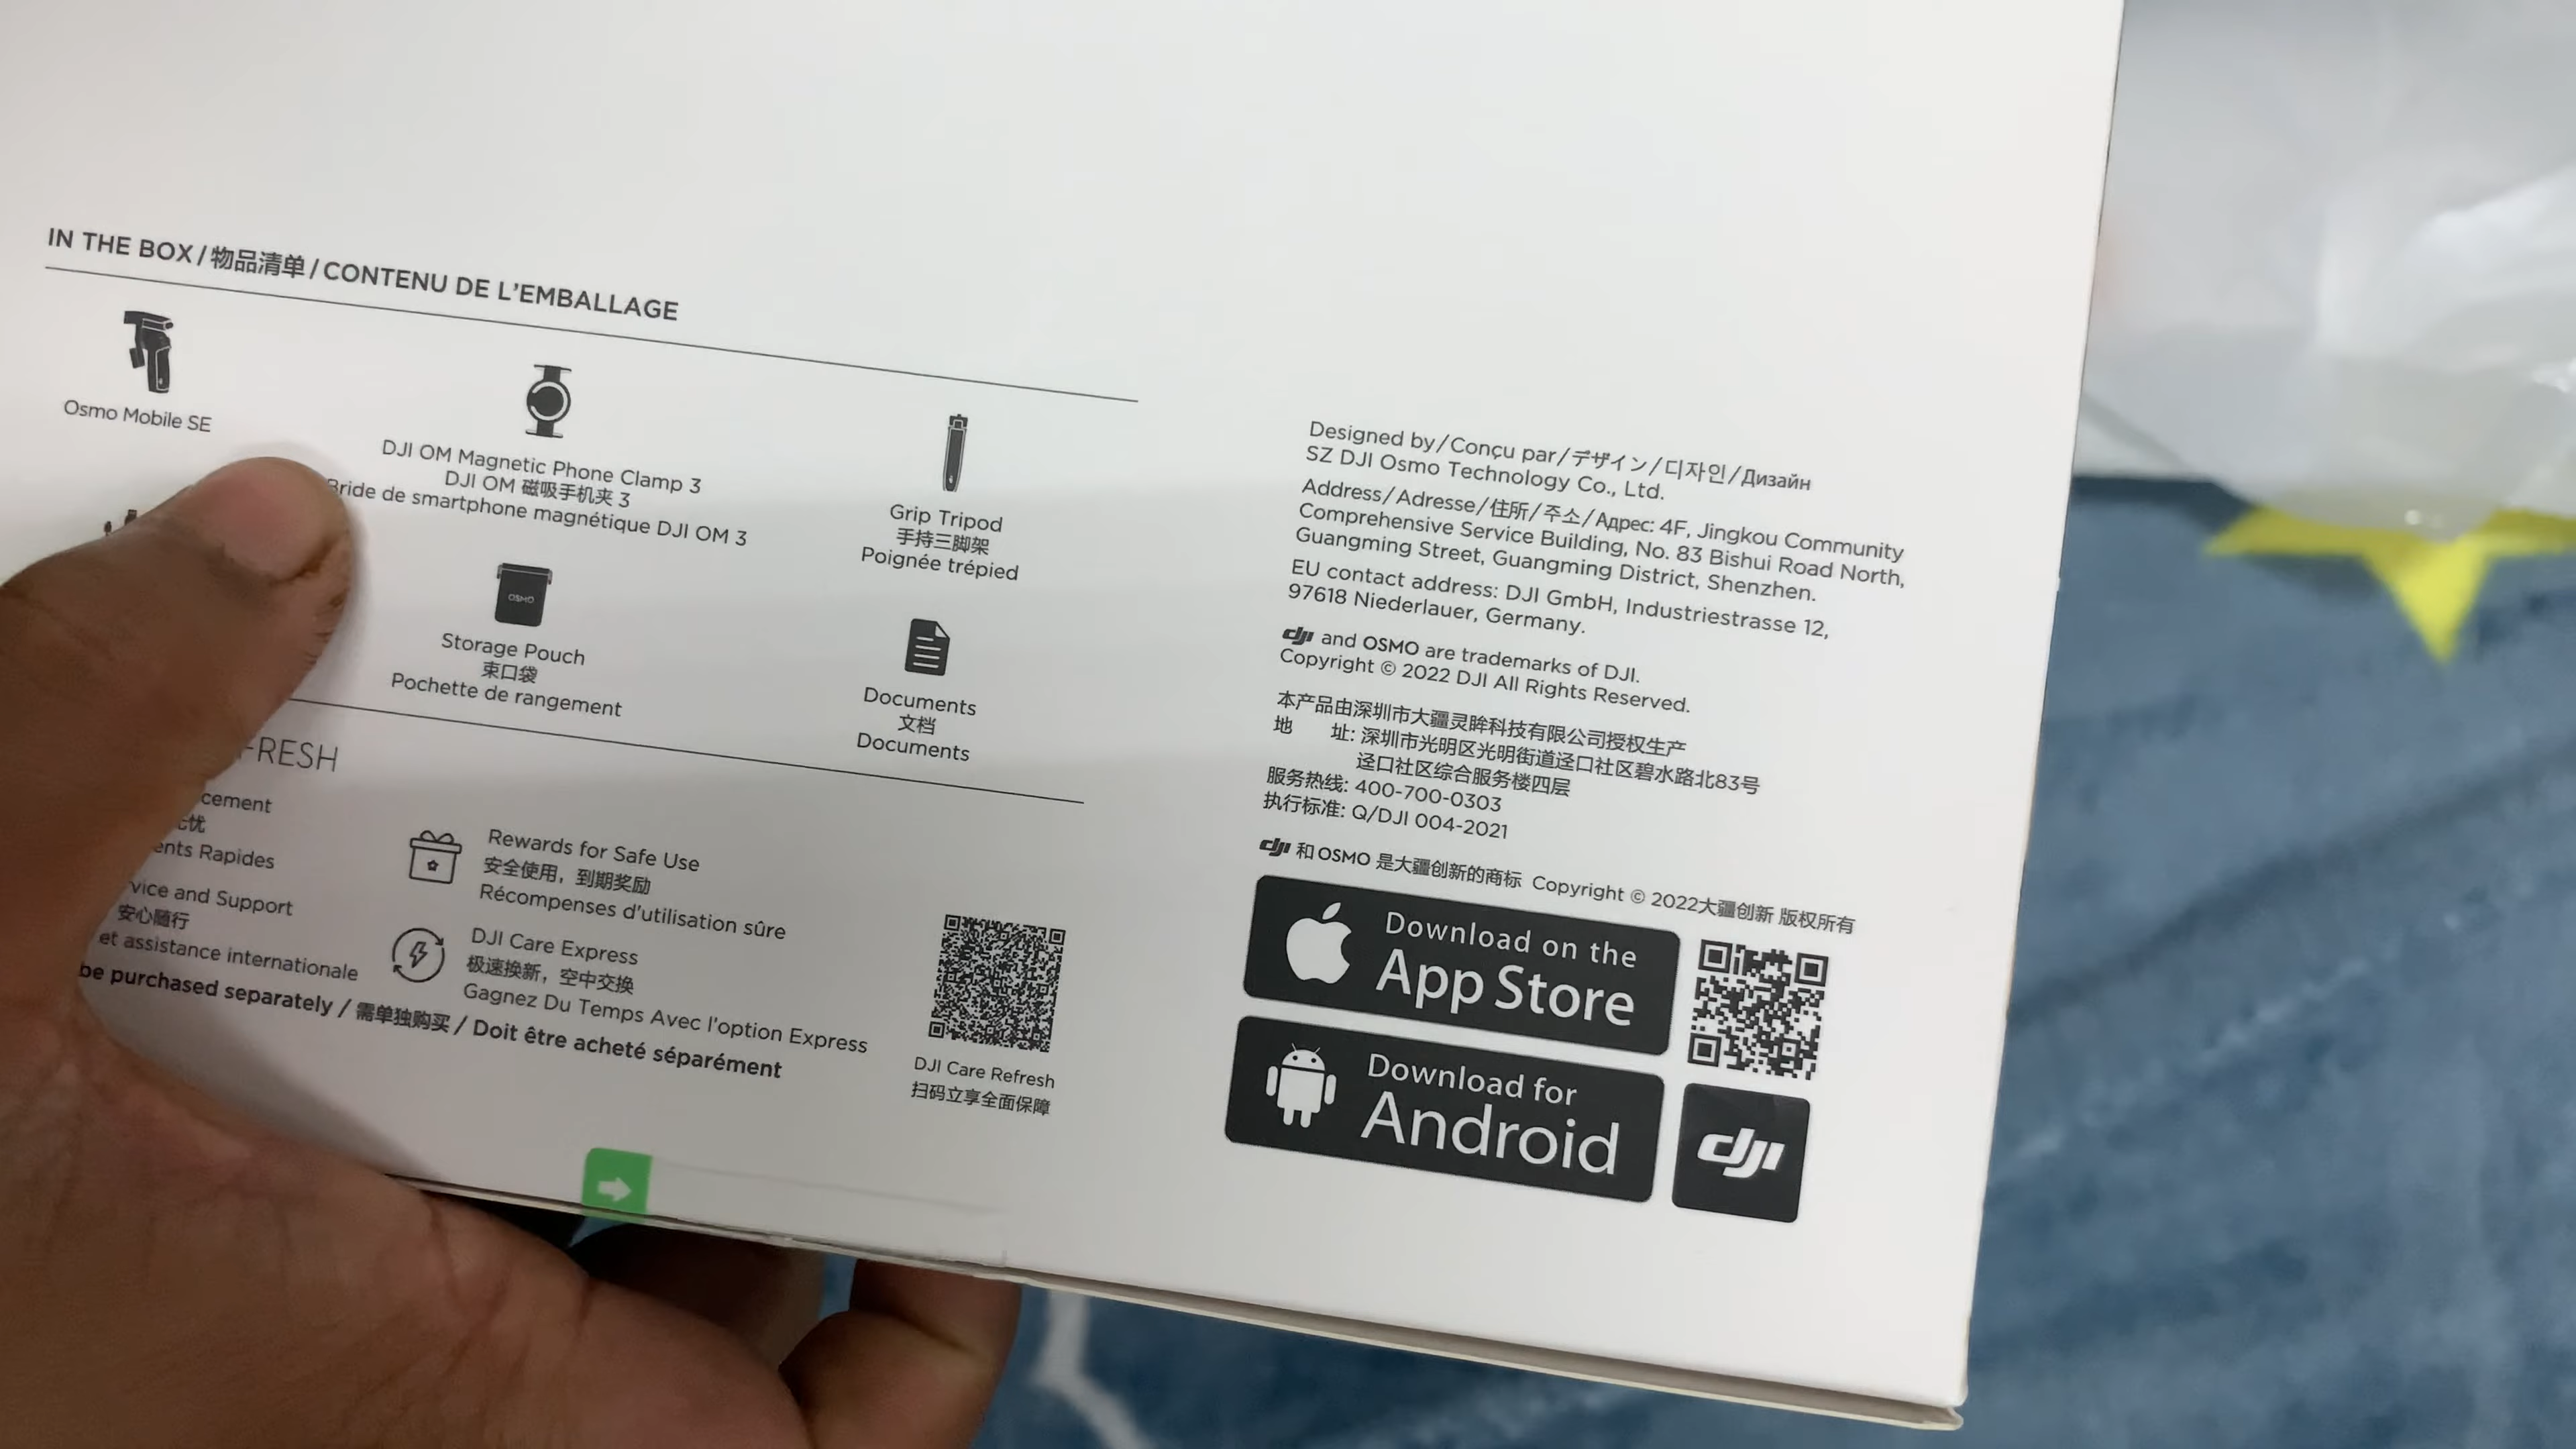 IN THE BOX / 物品清单 / CONTENU DE L'EMBALLAGE
Osmo Mobile SE
DJI OM Magnetic Phone Clamp 3
DJI OM 磁吸手机夹 3
Bride de smartphone magnétique DJI OM 3
Grip Tripod
手持三脚架
Poignée trépied
OSMO
Storage Pouch
束口袋
Pochette de rangement
Documents
文档
Documents
FRESH
cement
忧
ents Rapides
vice and Support
安心随行
et assistance internationale
be purchased separately / 需单独购买 / Doit être acheté séparément
Rewards for Safe Use
安全使用，到期奖励
Récompenses d'utilisation sûre
DJI Care Express
极速换新，空中交换
Gagnez Du Temps Avec l'option Express
DJI Care Refresh
扫码立享全面保障
Designed by / Conçu par / デザイン / 디자인 / Дизайн
SZ DJI Osmo Technology Co., Ltd.
Address / Adresse / 住所 / 주소 / Адрес: 4F, Jingkou Community
Comprehensive Service Building, No. 83 Bishui Road North,
Guangming Street, Guangming District, Shenzhen.
EU contact address: DJI GmbH, Industriestrasse 12,
97618 Niederlauer, Germany.
dji and OSMO are trademarks of DJI.
Copyright © 2022 DJI All Rights Reserved.
本产品由深圳市大疆灵眸科技有限公司授权生产
地 址: 深圳市光明区光明街道迳口社区碧水路北83号
迳口社区综合服务楼四层
服务热线: 400-700-0303
执行标准: Q/DJI 004-2021
dji 和 OSMO 是大疆创新的商标 Copyright © 2022大疆创新 版权所有
Download on the
App Store
Download for
Android
dji